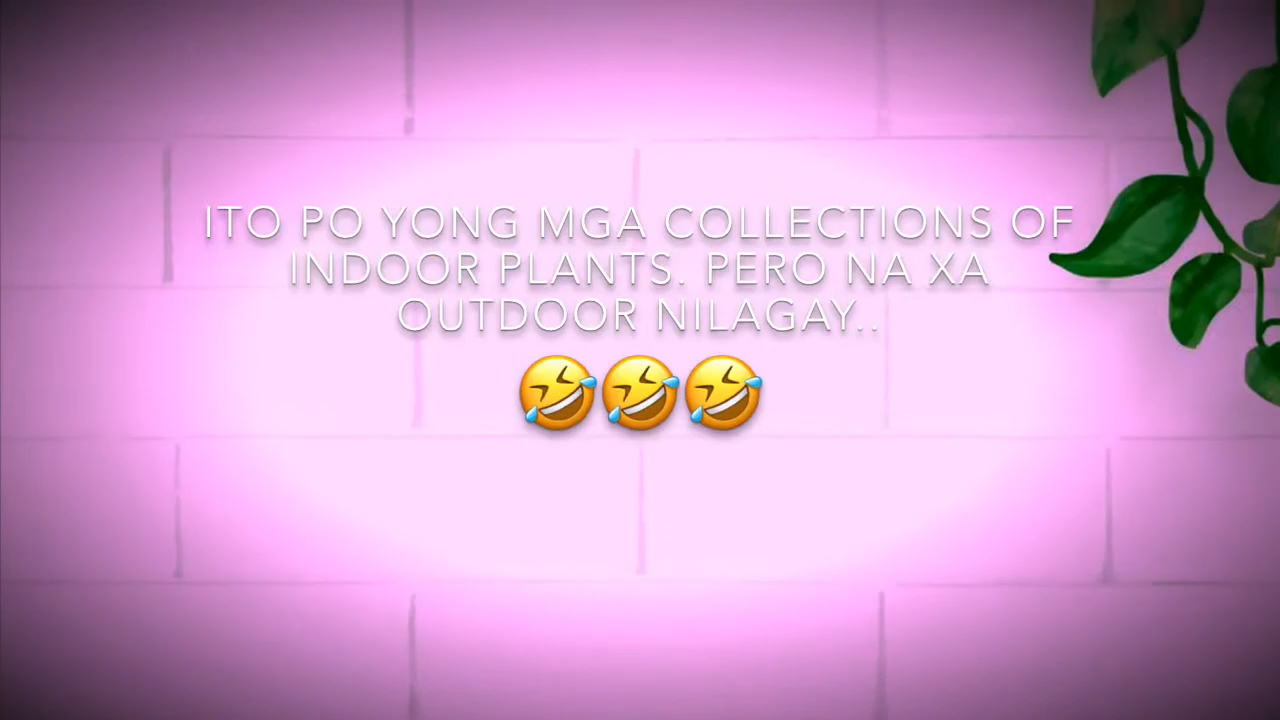 ITO PO YONG MGA COLLECTIONS OF
INDOOR PLANTS. PERO NA XA
OUTDOOR NILAGAY..
🤣🤣🤣